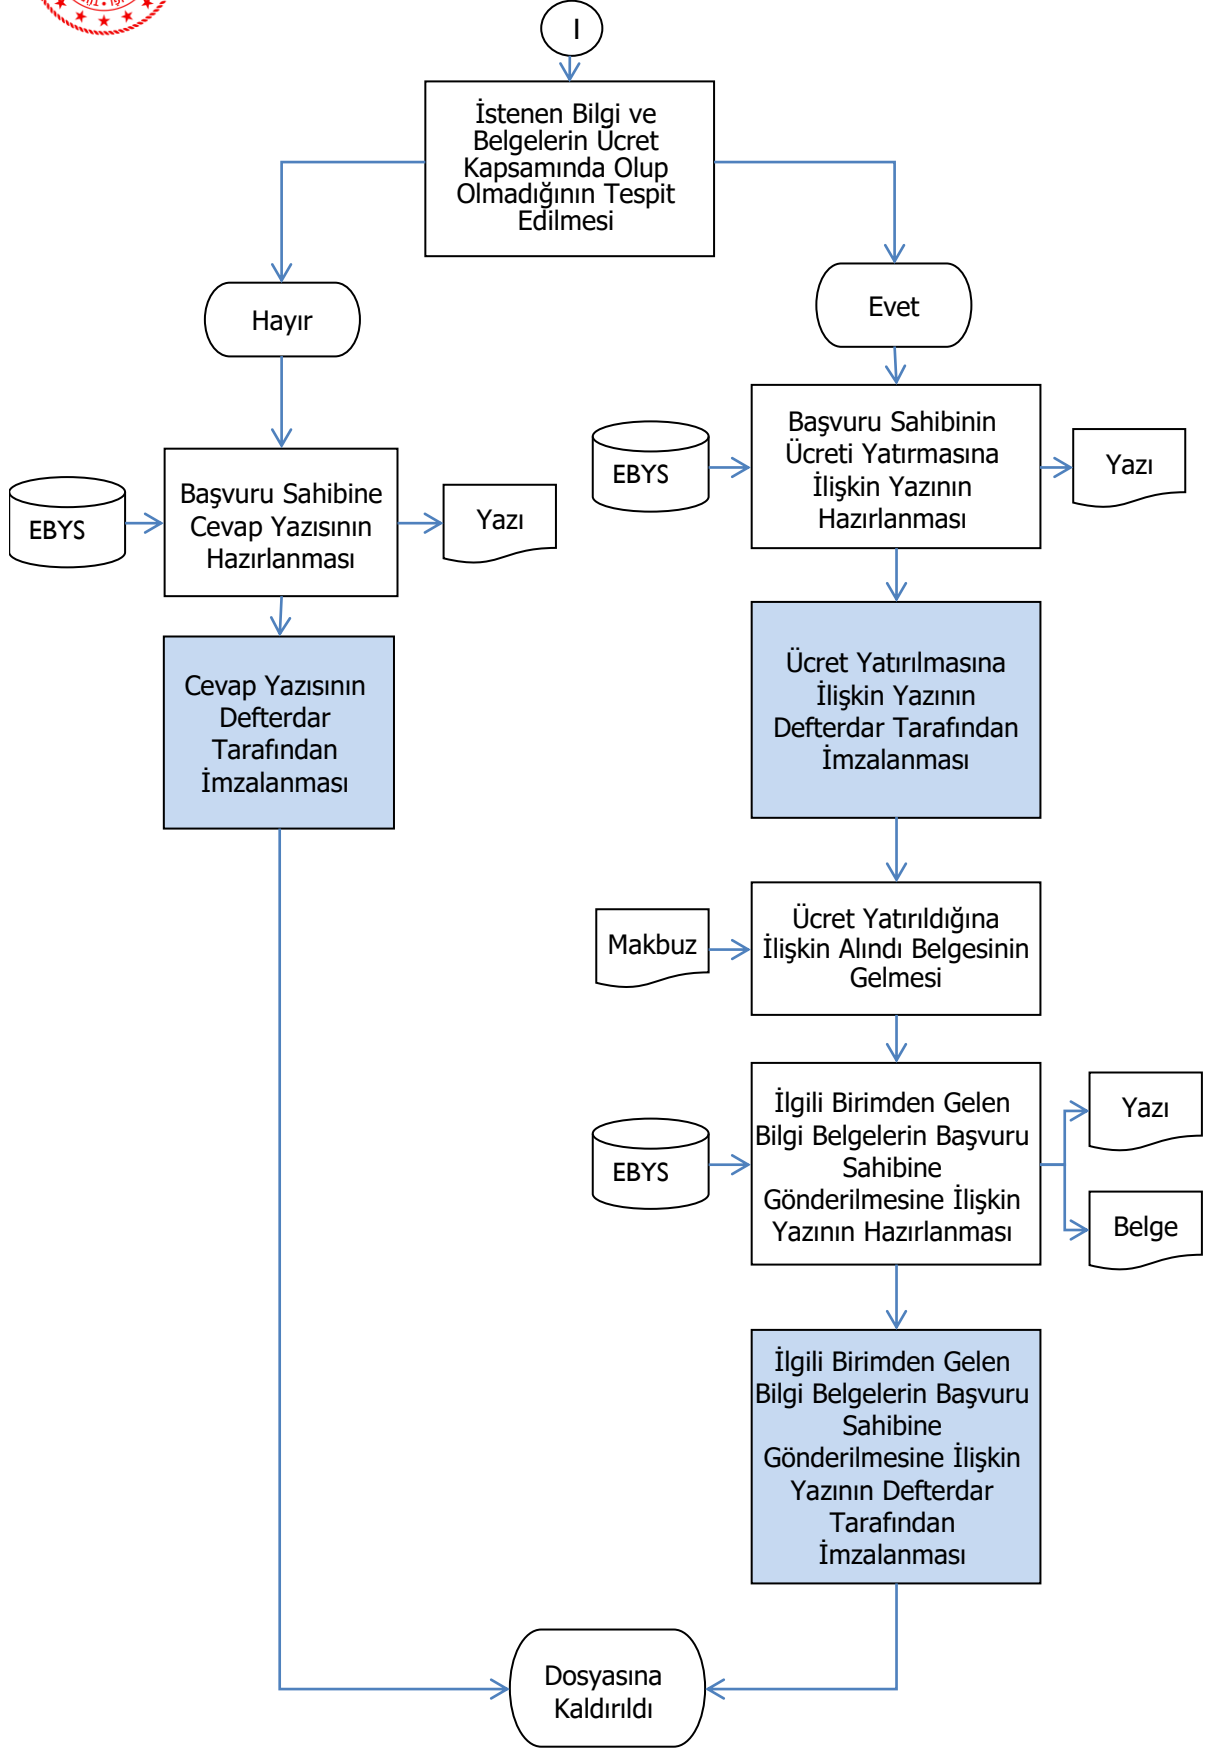 I
İstenen Bilgi ve
Belgelerin Ücret
Kapsamında Olup
Olmadığının Tespit
Edilmesi
Hayır
Evet
Başvuru Sahibinin
Ücreti Yatırmasına
İlişkin Yazının
Hazırlanması
EBYS
Yazı
Başvuru Sahibine
Cevap Yazısının
Hazırlanması
EBYS
Yazı
Cevap Yazısının
Defterdar
Tarafından
İmzalanması
Ücret Yatırılmasına
İlişkin Yazının
Defterdar Tarafından
İmzalanması
Makbuz
Ücret Yatırıldığına
İlişkin Alındı Belgesinin
Gelmesi
EBYS
İlgili Birimden Gelen
Bilgi Belgelerin Başvuru
Sahibine
Gönderilmesine İlişkin
Yazının Hazırlanması
Yazı
Belge
İlgili Birimden Gelen
Bilgi Belgelerin Başvuru
Sahibine
Gönderilmesine İlişkin
Yazının Defterdar
Tarafından
İmzalanması
Dosyasına
Kaldırıldı